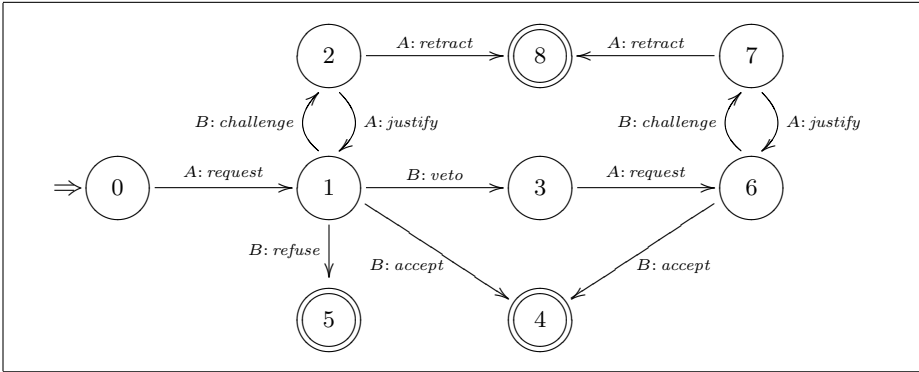 2 A: retract 8 A: retract 7
B: challenge A: justify B: challenge A: justify
⇒ 0 A: request 1 B: veto 3 A: request 6
B: refuse B: accept B: accept
5 4